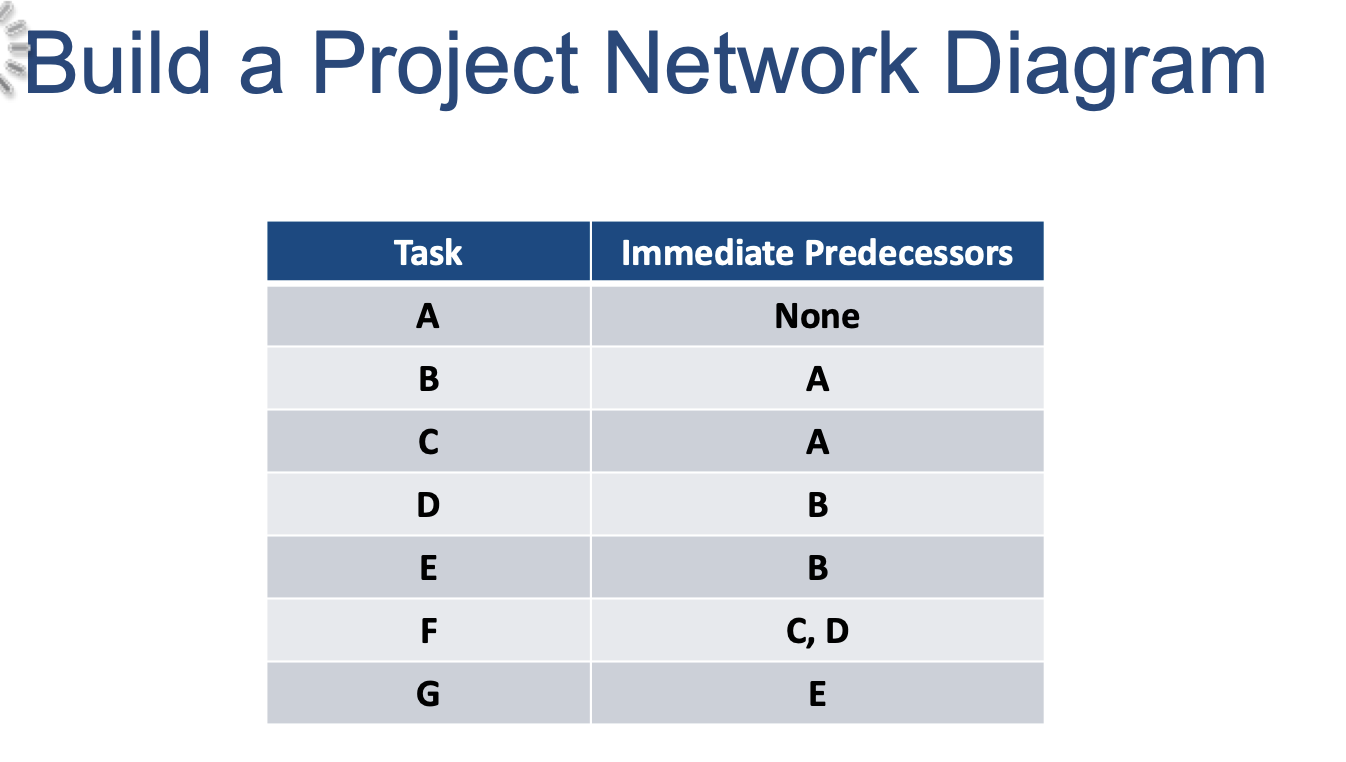 Build a Project Network Diagram
Task Immediate Predecessors
A None
B A
C A
D B
E B
F C, D
G E